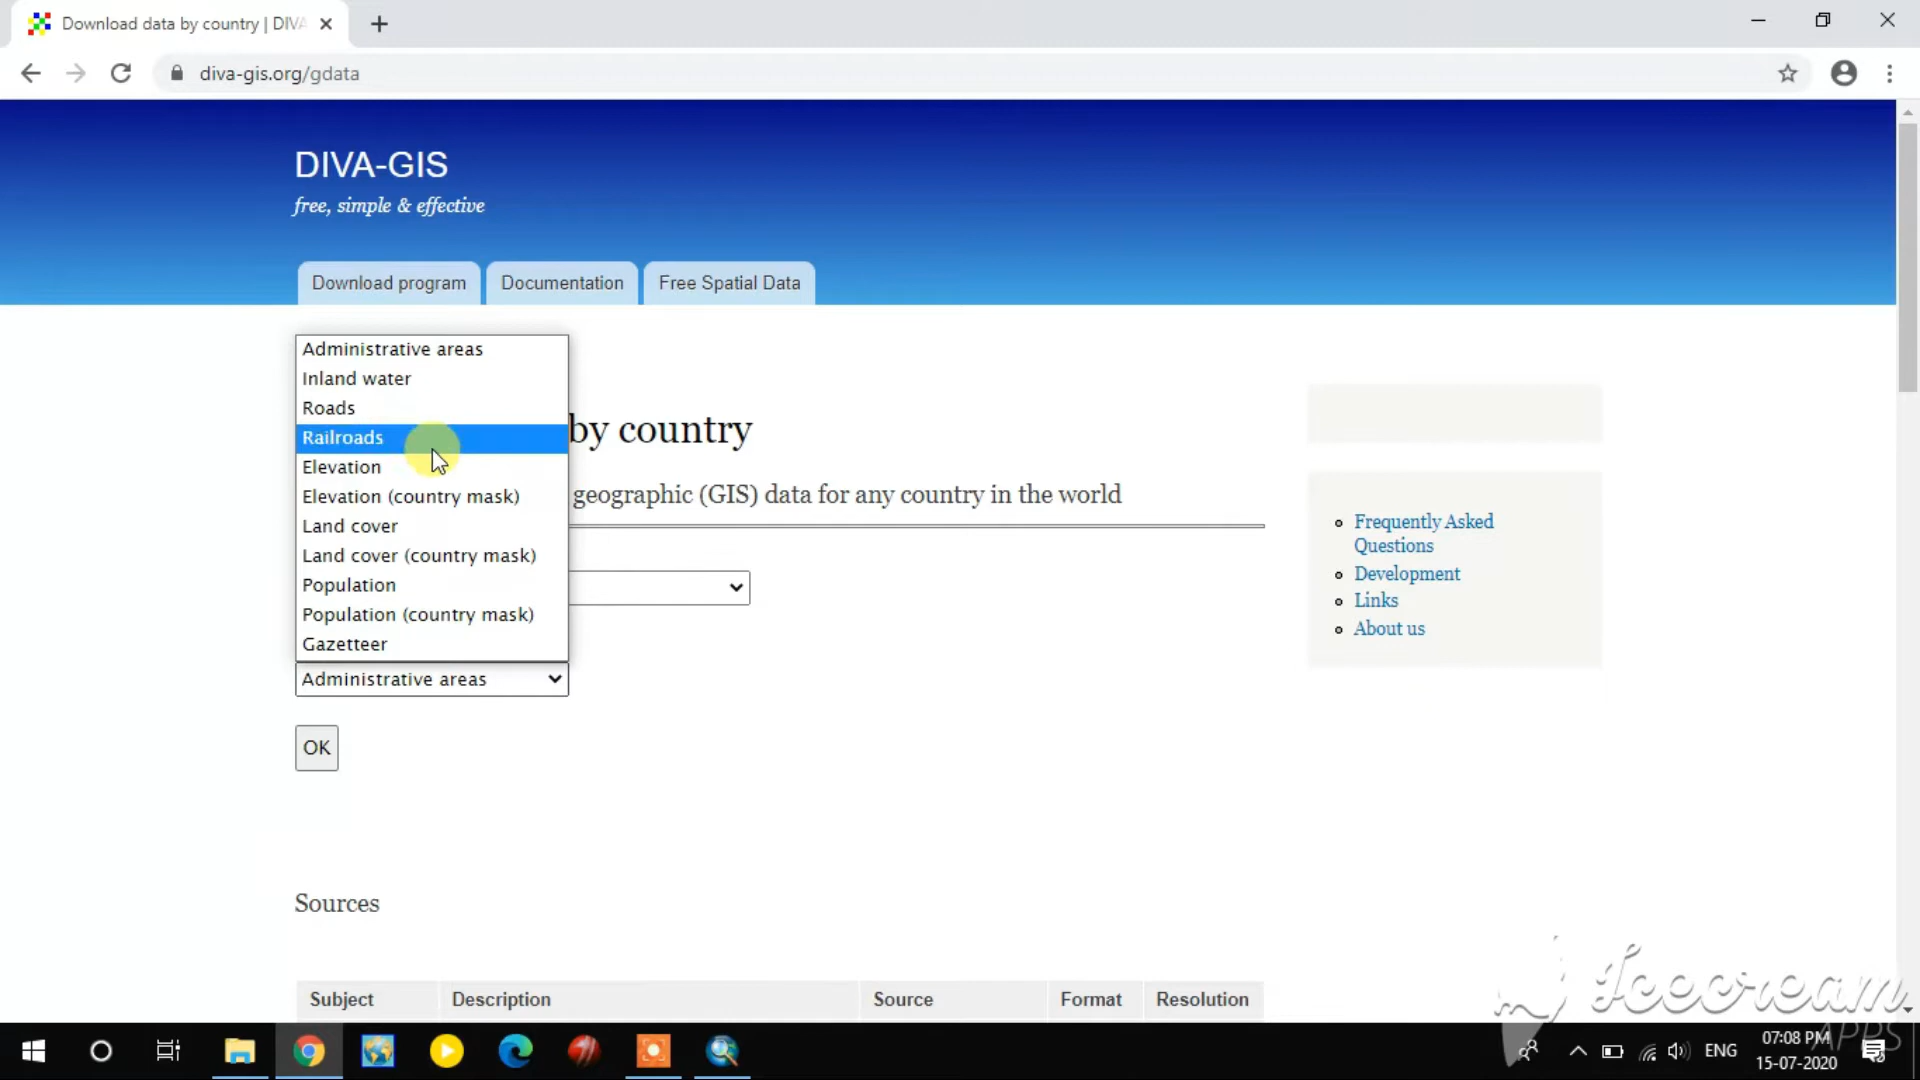 Download data by country | DIVA
diva-gis.org/gdata
DIVA-GIS
free, simple & effective
Download program
Documentation
Free Spatial Data
Administrative areas
Inland water
Roads
Railroads
Elevation
Elevation (country mask)
Land cover
Land cover (country mask)
Population
Population (country mask)
Gazetteer
by country
geographic (GIS) data for any country in the world
Administrative areas
OK
Frequently Asked
Questions
Development
Links
About us
Sources
Subject Description Source Format Resolution
Icecream
APPS
ENG
07:08 PM
15-07-2020